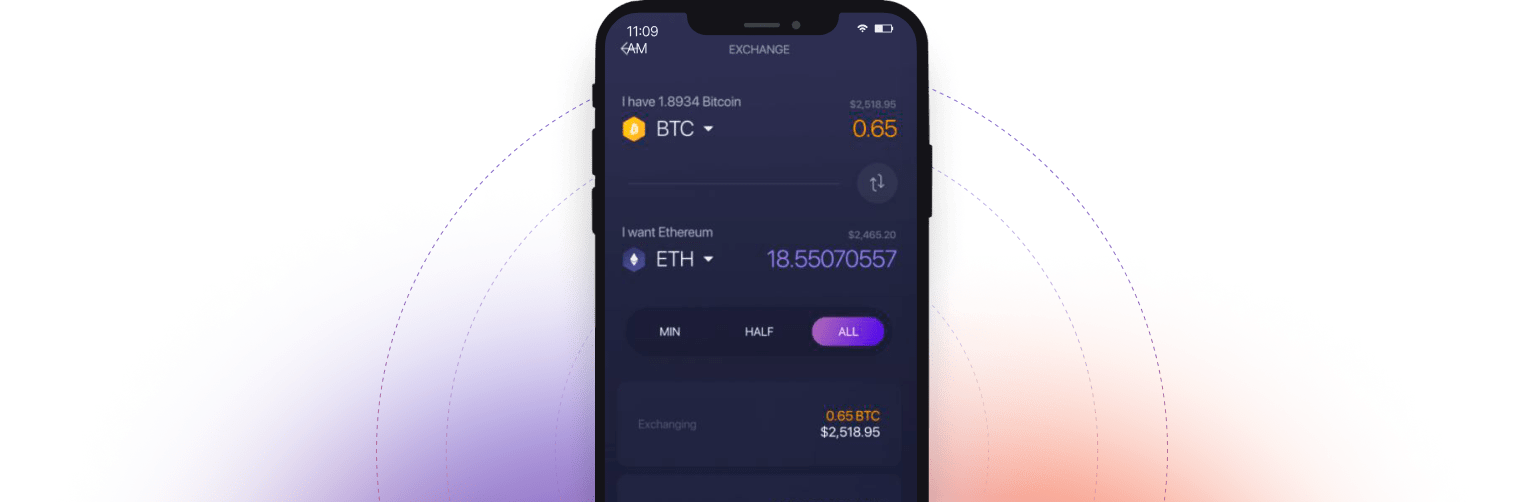 11:09
AM
EXCHANGE
I have 1.8934 Bitcoin
$2,518.95
BTC
0.65
I want Ethereum
$2,465.20
ETH
18.55070557
MIN
HALF
ALL
Exchanging
0.65 BTC
$2,518.95